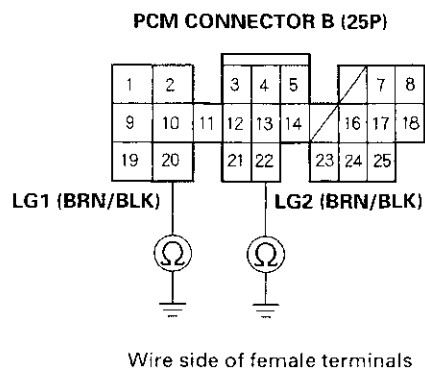 PCM CONNECTOR B (25P)
1 2 3 4 5 7 8
9 10 11 12 13 14 16 17 18
19 20 21 22 23 24 25
LG1 (BRN/BLK) LG2 (BRN/BLK)
Ω Ω
Wire side of female terminals